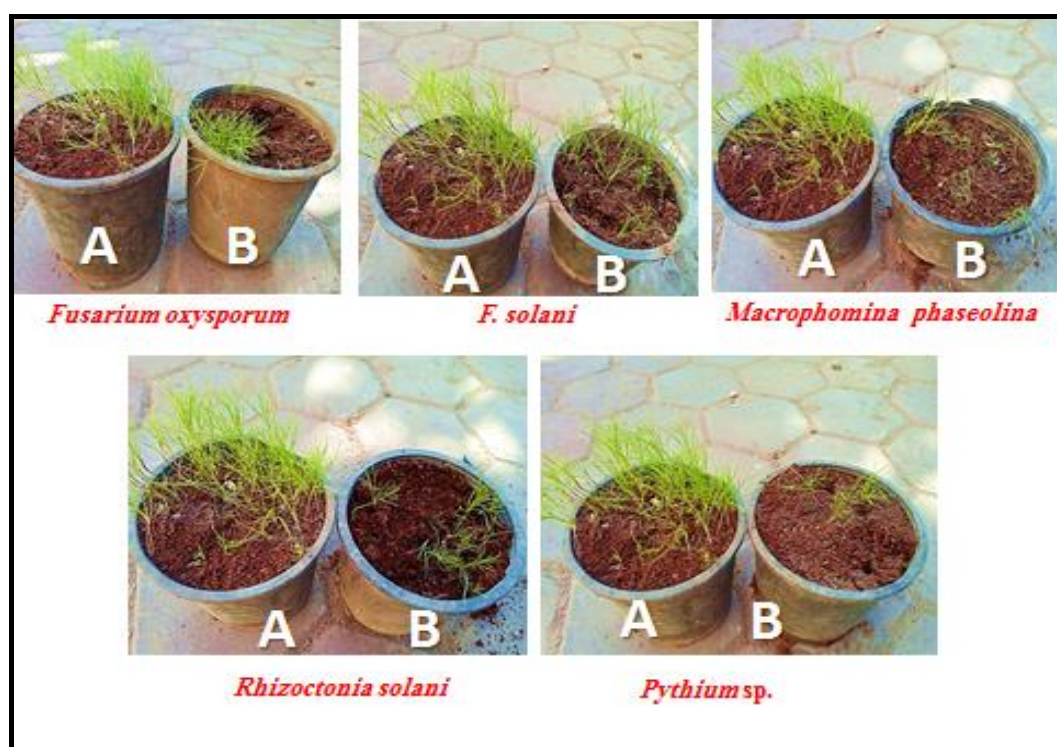 A B
A B
A B
Fusarium oxysporum
F. solani
Macrophomina phaseolina
A B
A B
Rhizoctonia solani
Pythium sp.